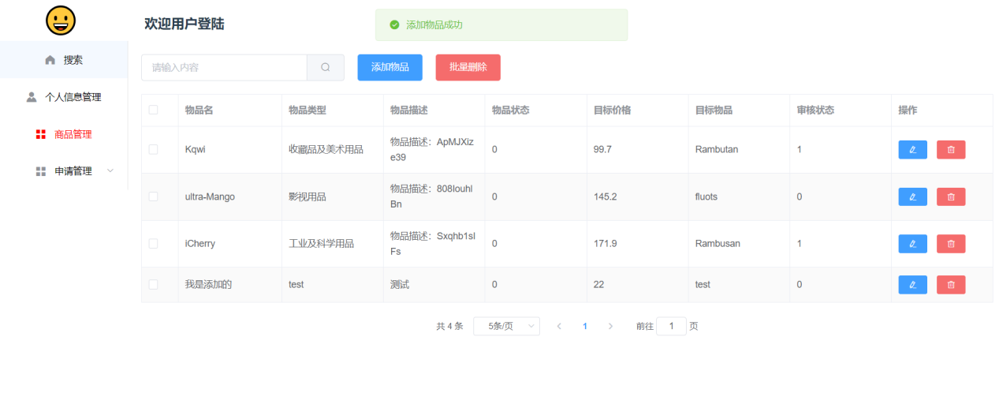 欢迎用户登陆
添加物品成功
搜索
个人信息管理
商品管理
申请管理
请输入内容
添加物品
批量删除
物品名 物品类型 物品描述 物品状态 目标价格 目标物品 审核状态 操作
Kqwi 收藏品及美术用品 物品描述：ApMJXiz 0 99.7 Rambutan 1
e39
ultra-Mango 影视用品 物品描述：808louhl 0 145.2 fluots 0
Bn
iCherry 工业及科学用品 物品描述：Sxqhb1sl 0 171.9 Rambusan 1
Fs
我是添加的 test 测试 0 22 test 0
共 4 条 5条/页 1 前往 1 页